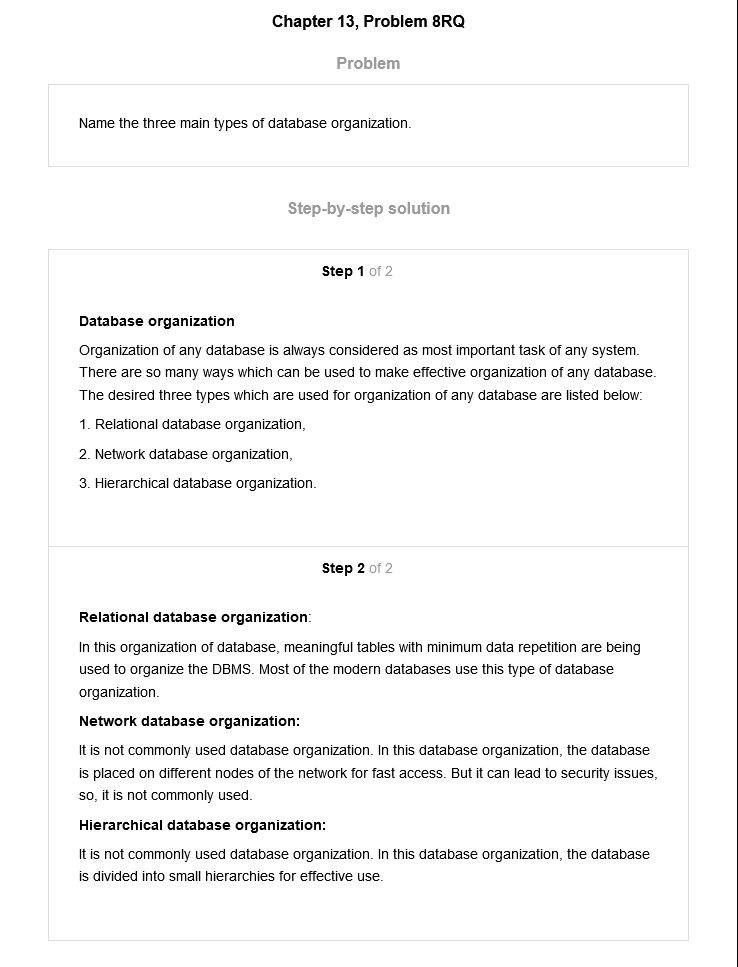 Chapter 13, Problem 8RQ
Problem
Name the three main types of database organization.
Step-by-step solution
Step 1 of 2
Database organization
Organization of any database is always considered as most important task of any system.
There are so many ways which can be used to make effective organization of any database.
The desired three types which are used for organization of any database are listed below:
1. Relational database organization,
2. Network database organization,
3. Hierarchical database organization.
Step 2 of 2
Relational database organization:
In this organization of database, meaningful tables with minimum data repetition are being
used to organize the DBMS. Most of the modern databases use this type of database
organization.
Network database organization:
It is not commonly used database organization. In this database organization, the database
is placed on different nodes of the network for fast access. But it can lead to security issues,
so, it is not commonly used.
Hierarchical database organization:
It is not commonly used database organization. In this database organization, the database
is divided into small hierarchies for effective use.